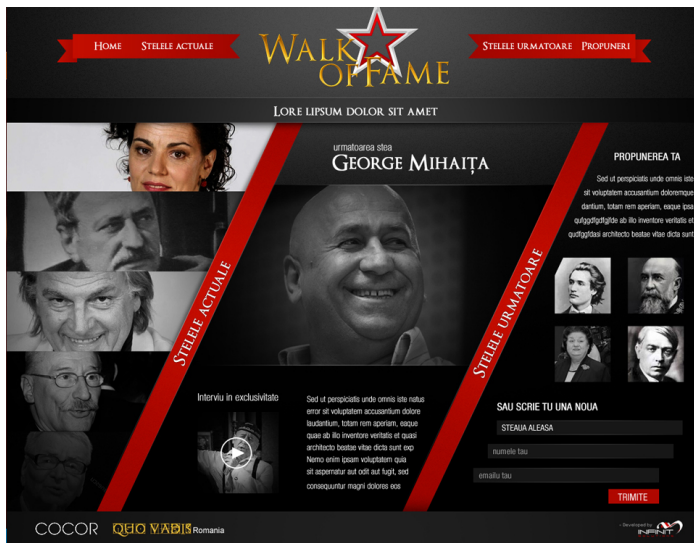 HOME STELELE ACTUALE
WALK
OF FAME
STELELE URMATOARE PROPUNERI
LORE LIPSUM DOLOR SIT AMET
urmatoarea stea
GEORGE MIHAIȚA
STELELE ACTUALE
Interviu in exclusivitate
Sed ut perspiciatis unde omnis iste natus
error sit voluptatem accusantium dolore
laudantium, totam rem aperiam, eaque
quae ab illo inventore veritatis et quasi
architecto beatae vitae dicta sunt exp
Nemo enim ipsam voluptatem quia
sit aspernatur aut odit aut fugit, sed
consequuntur magni dolores eos
STELELE URMATOARE
PROPUNEREA TA
Sed ut perspiciatis unde omnis iste
sit voluptatem accusantium doloremque
dantium, totam rem aperiam, eaque ipsa
ab illo inventore veritatis et
architecto beatae vitae dicta sunt
SAU SCRIE TU UNA NOUA
STEAUA ALEASA
numele tau
emailu tau
TRIMITE
COCOR QUO VADIS Romania
- Developed by
INFINIT